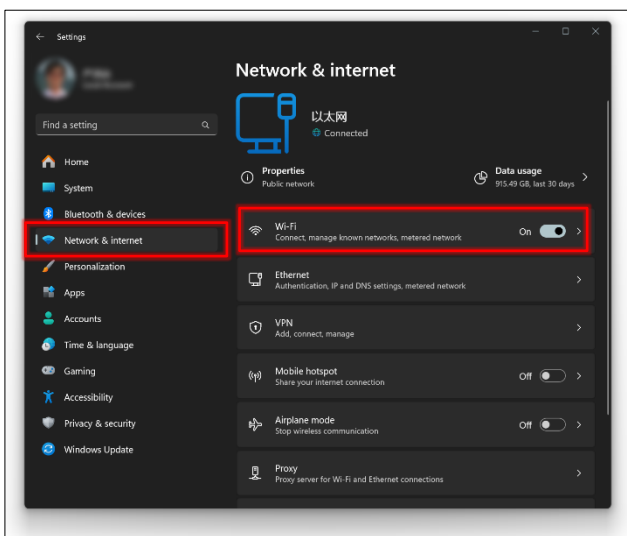 Settings
Network & internet
以太网
Connected
Find a setting
Properties
Public network
Data usage
915.49 GB, last 30 days
Home
System
Bluetooth & devices
Network & internet
Personalization
Apps
Accounts
Time & language
Gaming
Accessibility
Privacy & security
Windows Update
Wi-Fi
Connect, manage known networks, metered network
On
Ethernet
Authentication, IP and DNS settings, metered network
VPN
Add, connect, manage
Mobile hotspot
Share your internet connection
Off
Airplane mode
Stop wireless communication
Off
Proxy
Proxy server for Wi-Fi and Ethernet connections